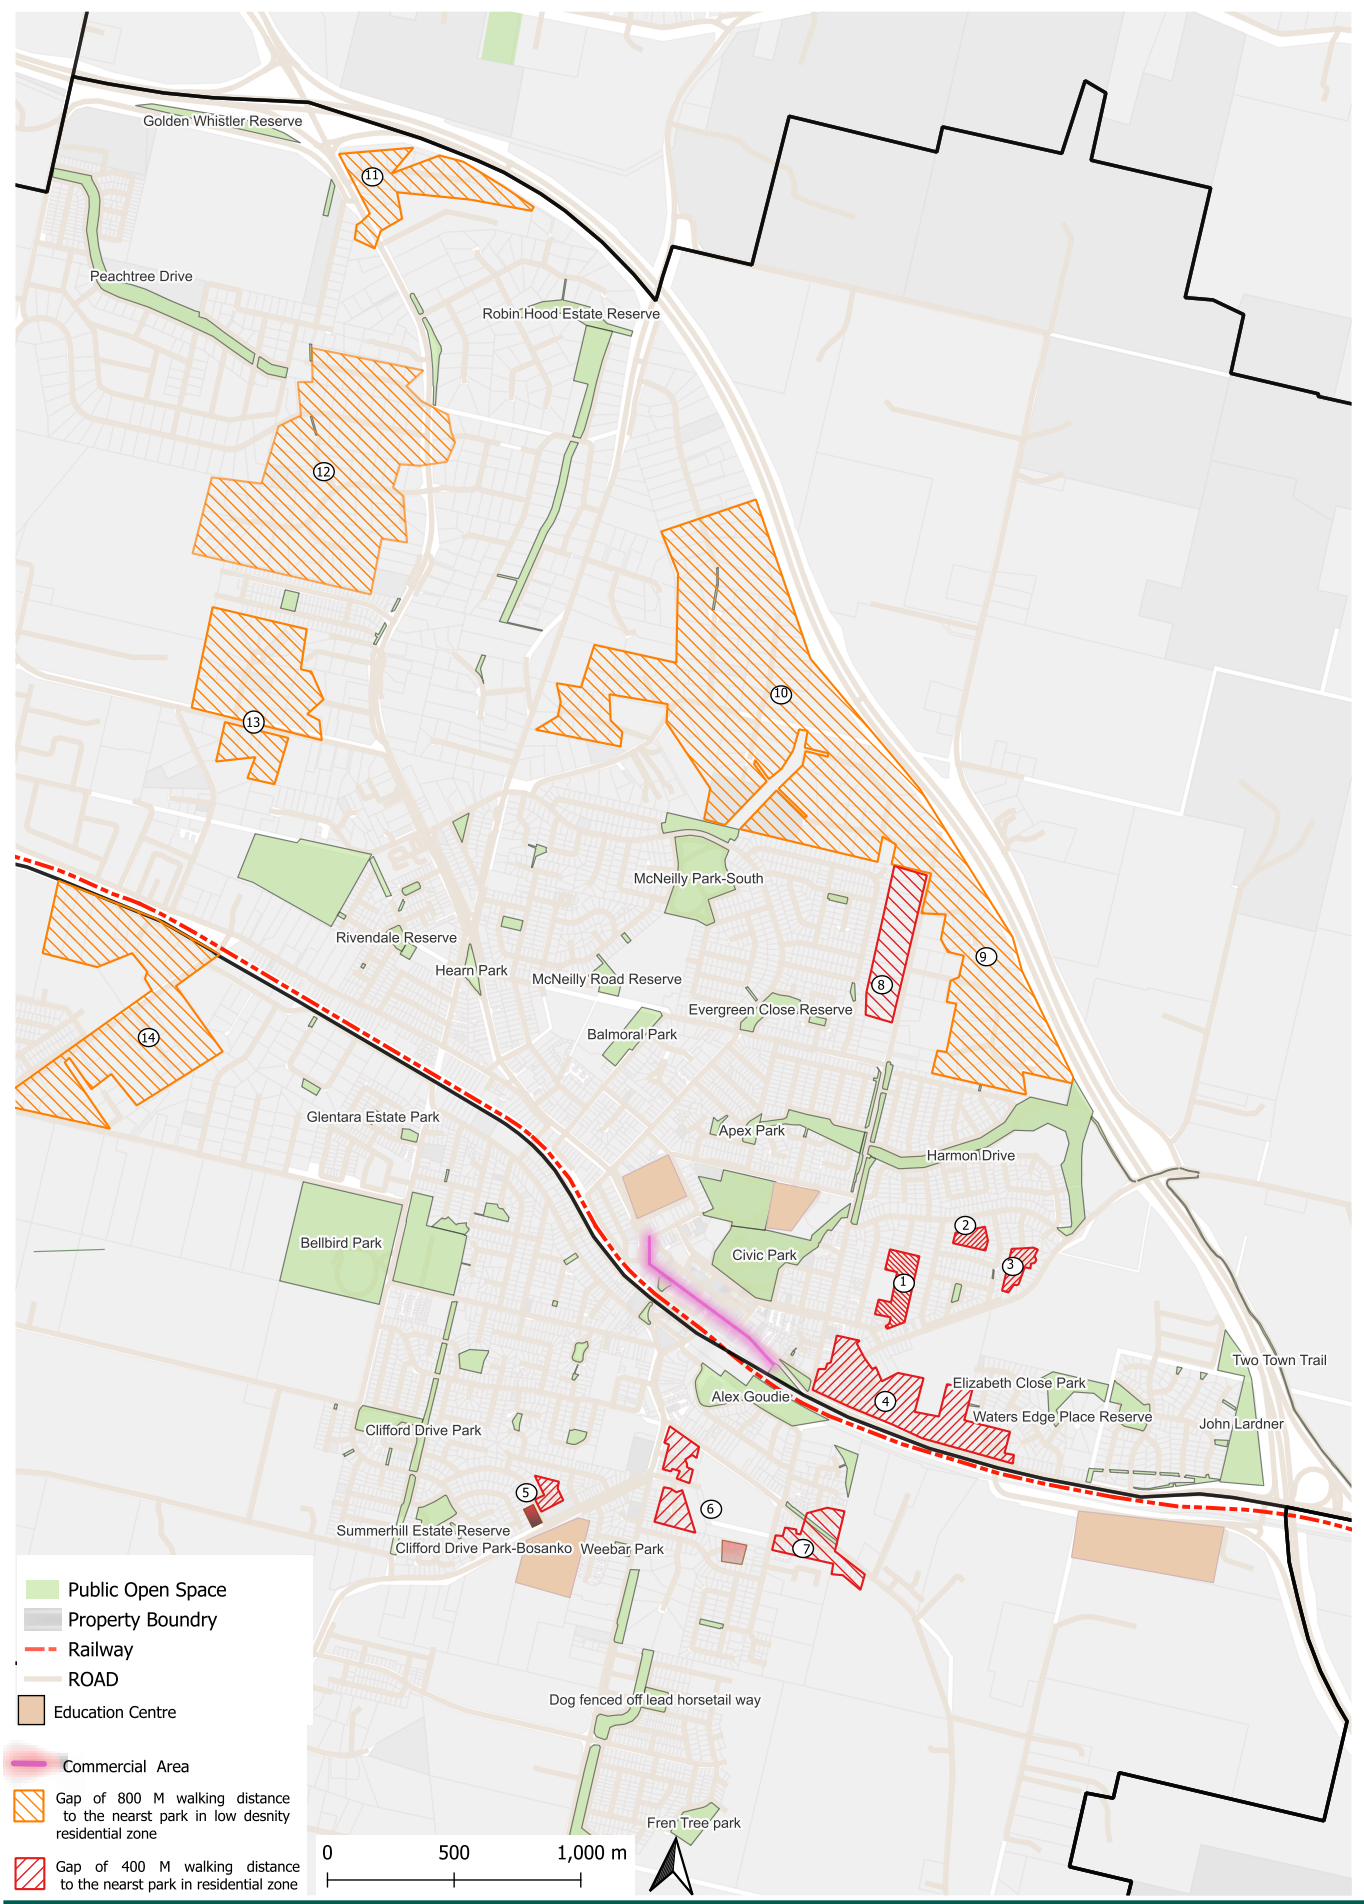 Golden Whistler Reserve
11
Peachtree Drive
Robin Hood Estate Reserve
12
10
13
McNeilly Park-South
Rivendale Reserve
9
Hearn Park
McNeilly Road Reserve
8
Evergreen Close Reserve
14
Balmoral Park
Glentara Estate Park
Apex Park
Harmon Drive
2
Bellbird Park
Civic Park
3
1
Two Town Trail
Alex Goudie
4
Elizabeth Close Park
Waters Edge Place Reserve
John Lardner
Clifford Drive Park
5
6
Summerhill Estate Reserve
Clifford Drive Park-Bosanko
Weebar Park
7
Dog fenced off lead horsetail way
Fren Tree park
Public Open Space
Property Boundry
Railway
ROAD
Education Centre
Commercial Area
Gap of 800 M walking distance
to the nearst park in low desnity
residential zone
Gap of 400 M walking distance
to the nearst park in residential zone
0 500 1,000 m